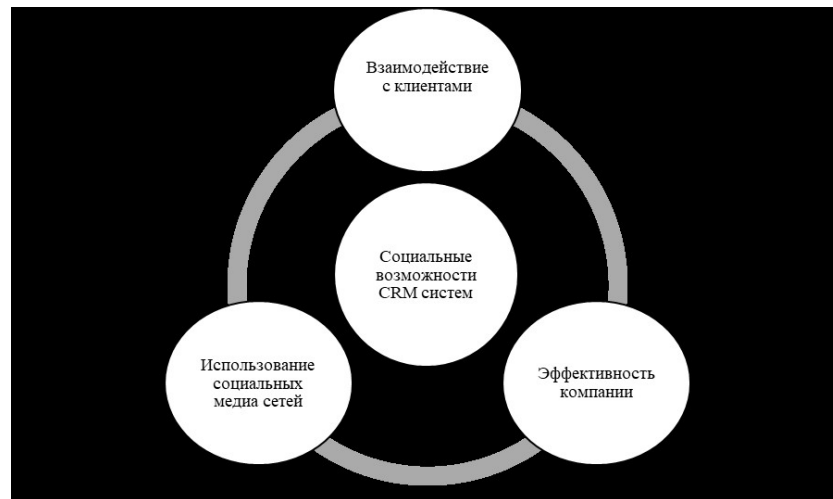 Взаимодействие
с клиентами
Социальные
возможности
CRM систем
Использование
социальных
медиа сетей
Эффективность
компании